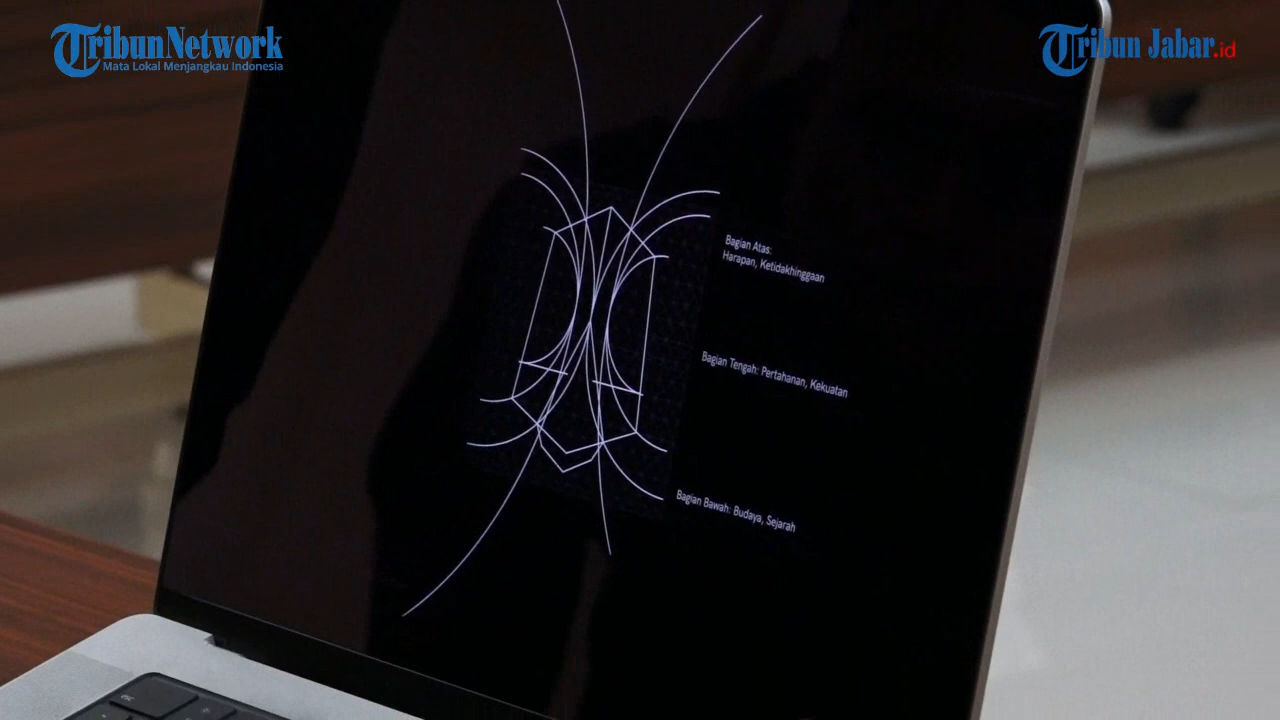 TribunNetwork
Mata Lokal Menjangkau Indonesia
Tribun Jabar.id
Bagian Atas:
Harapan, Ketidakhinggaan
Bagian Tengah: Pertahanan, Kekuatan
Bagian Bawah: Budaya, Sejarah
esc